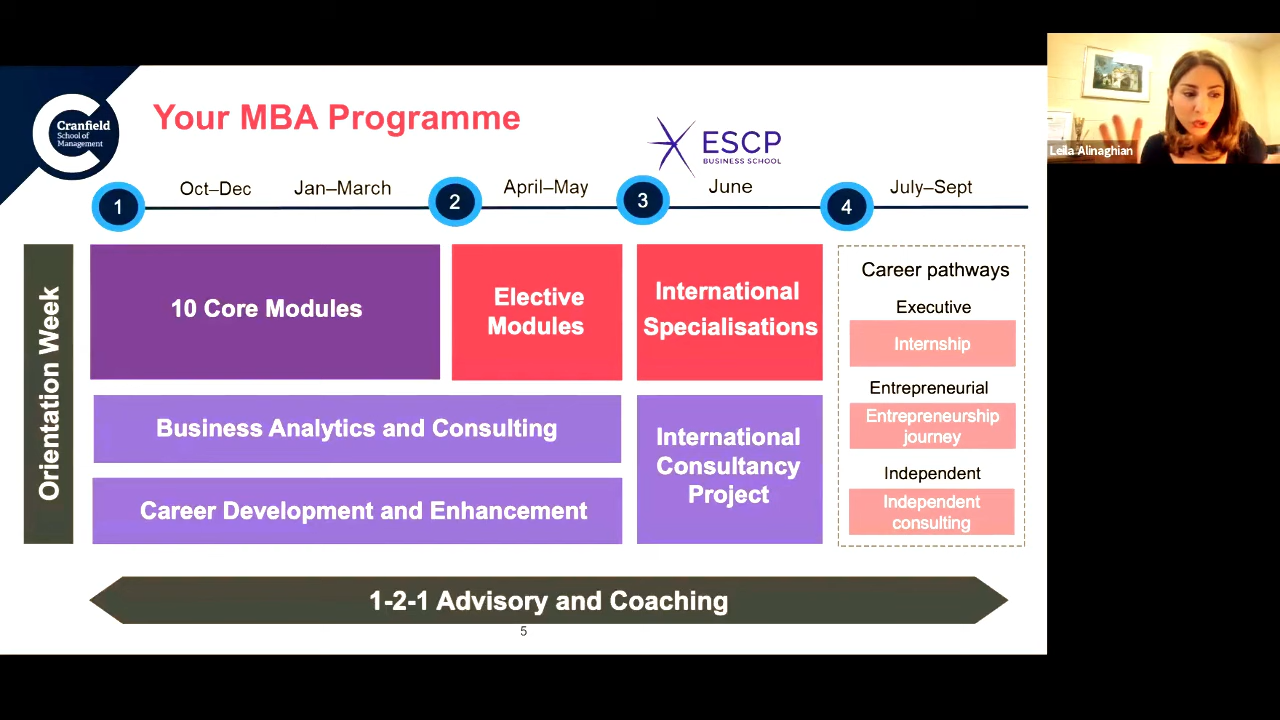 Cranfield
School of
Management
Your MBA Programme
ESCP
BUSINESS SCHOOL
Leila Alinaghian
1
Oct–Dec
Jan–March
2
April–May
3
June
4
July–Sept
Orientation Week
10 Core Modules
Elective
Modules
International
Specialisations
Business Analytics and Consulting
Career Development and Enhancement
International
Consultancy
Project
Career pathways
Executive
Internship
Entrepreneurial
Entrepreneurship
journey
Independent
Independent
consulting
1-2-1 Advisory and Coaching
5